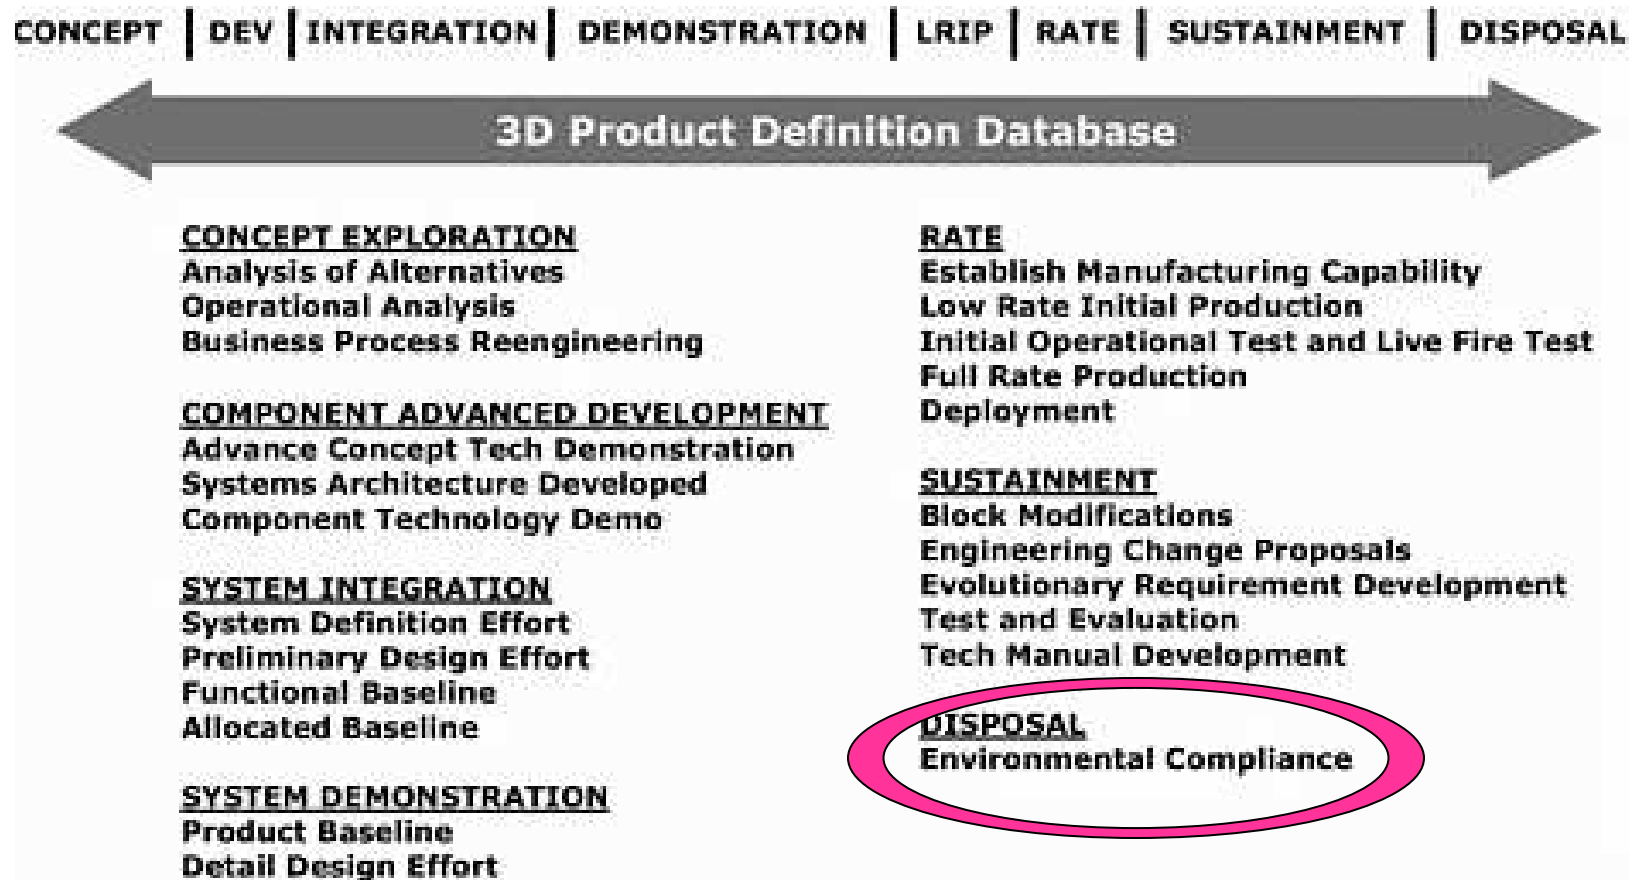 CONCEPT | DEV | INTEGRATION | DEMONSTRATION | LRIP | RATE | SUSTAINMENT | DISPOSAL
3D Product Definition Database
CONCEPT EXPLORATION
Analysis of Alternatives
Operational Analysis
Business Process Reengineering
COMPONENT ADVANCED DEVELOPMENT
Advance Concept Tech Demonstration
Systems Architecture Developed
Component Technology Demo
SYSTEM INTEGRATION
System Definition Effort
Preliminary Design Effort
Functional Baseline
Allocated Baseline
SYSTEM DEMONSTRATION
Product Baseline
Detail Design Effort
RATE
Establish Manufacturing Capability
Low Rate Initial Production
Initial Operational Test and Live Fire Test
Full Rate Production
Deployment
SUSTAINMENT
Block Modifications
Engineering Change Proposals
Evolutionary Requirement Development
Test and Evaluation
Tech Manual Development
DISPOSAL
Environmental Compliance